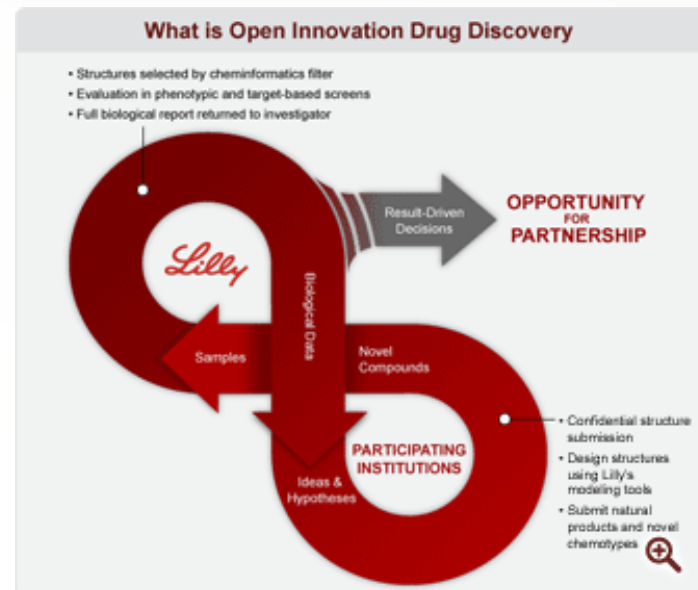 What is Open Innovation Drug Discovery
• Structures selected by cheminformatics filter
• Evaluation in phenotypic and target-based screens
• Full biological report returned to investigator
Result-Driven
Decisions
OPPORTUNITY
FOR
PARTNERSHIP
Lilly
Biological Data
Samples
Novel
Compounds
PARTICIPATING
INSTITUTIONS
Ideas &
Hypotheses
• Confidential structure
submission
• Design structures
using Lilly's
modeling tools
• Submit natural
products and novel
chemotypes